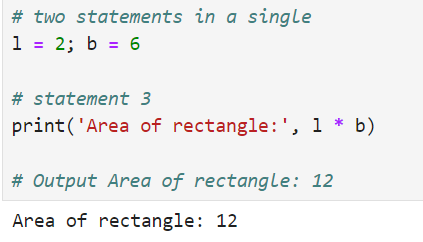 # two statements in a single
l = 2; b = 6
# statement 3
print('Area of rectangle:', l * b)
# Output Area of rectangle: 12
Area of rectangle: 12